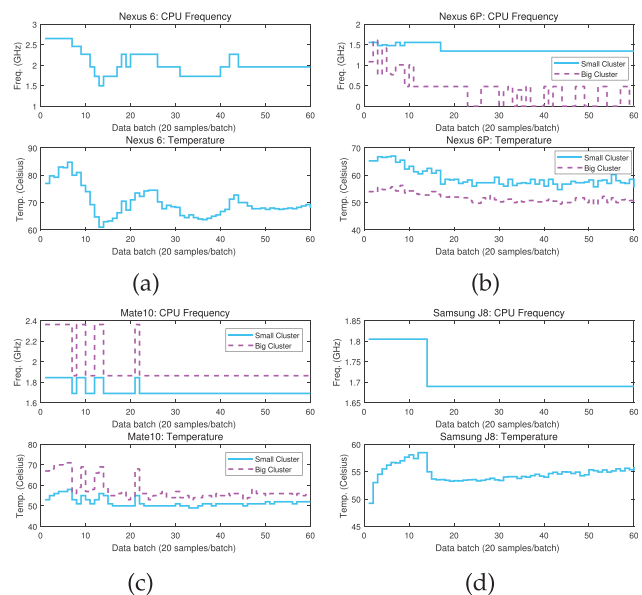 Nexus 6: CPU Frequency
3
2.5
2
1.5
1
Freq. (GHz)
0 10 20 30 40 50 60
Data batch (20 samples/batch)
Nexus 6: Temperature
90
80
70
60
Temp. (Celsius)
0 10 20 30 40 50 60
Data batch (20 samples/batch)
(a)
Nexus 6P: CPU Frequency
2
1.5
1
0.5
0
Freq. (GHz)
Small Cluster
Big Cluster
0 10 20 30 40 50 60
Data batch (20 samples/batch)
Nexus 6P: Temperature
70
60
50
40
Temp. (Celsius)
Small Cluster
Big Cluster
0 10 20 30 40 50 60
Data batch (20 samples/batch)
(b)
Mate10: CPU Frequency
2.4
2.2
2
1.8
1.6
Freq. (GHz)
Small Cluster
Big Cluster
0 10 20 30 40 50 60
Data batch (20 samples/batch)
Mate10: Temperature
80
70
60
50
40
Temp. (Celsius)
Small Cluster
Big Cluster
0 10 20 30 40 50 60
Data batch (20 samples/batch)
(c)
Samsung J8: CPU Frequency
1.85
1.8
1.75
1.7
1.65
Freq. (GHz)
0 10 20 30 40 50 60
Data batch (20 samples/batch)
Samsung J8: Temperature
60
55
50
45
Temp. (Celsius)
0 10 20 30 40 50 60
Data batch (20 samples/batch)
(d)